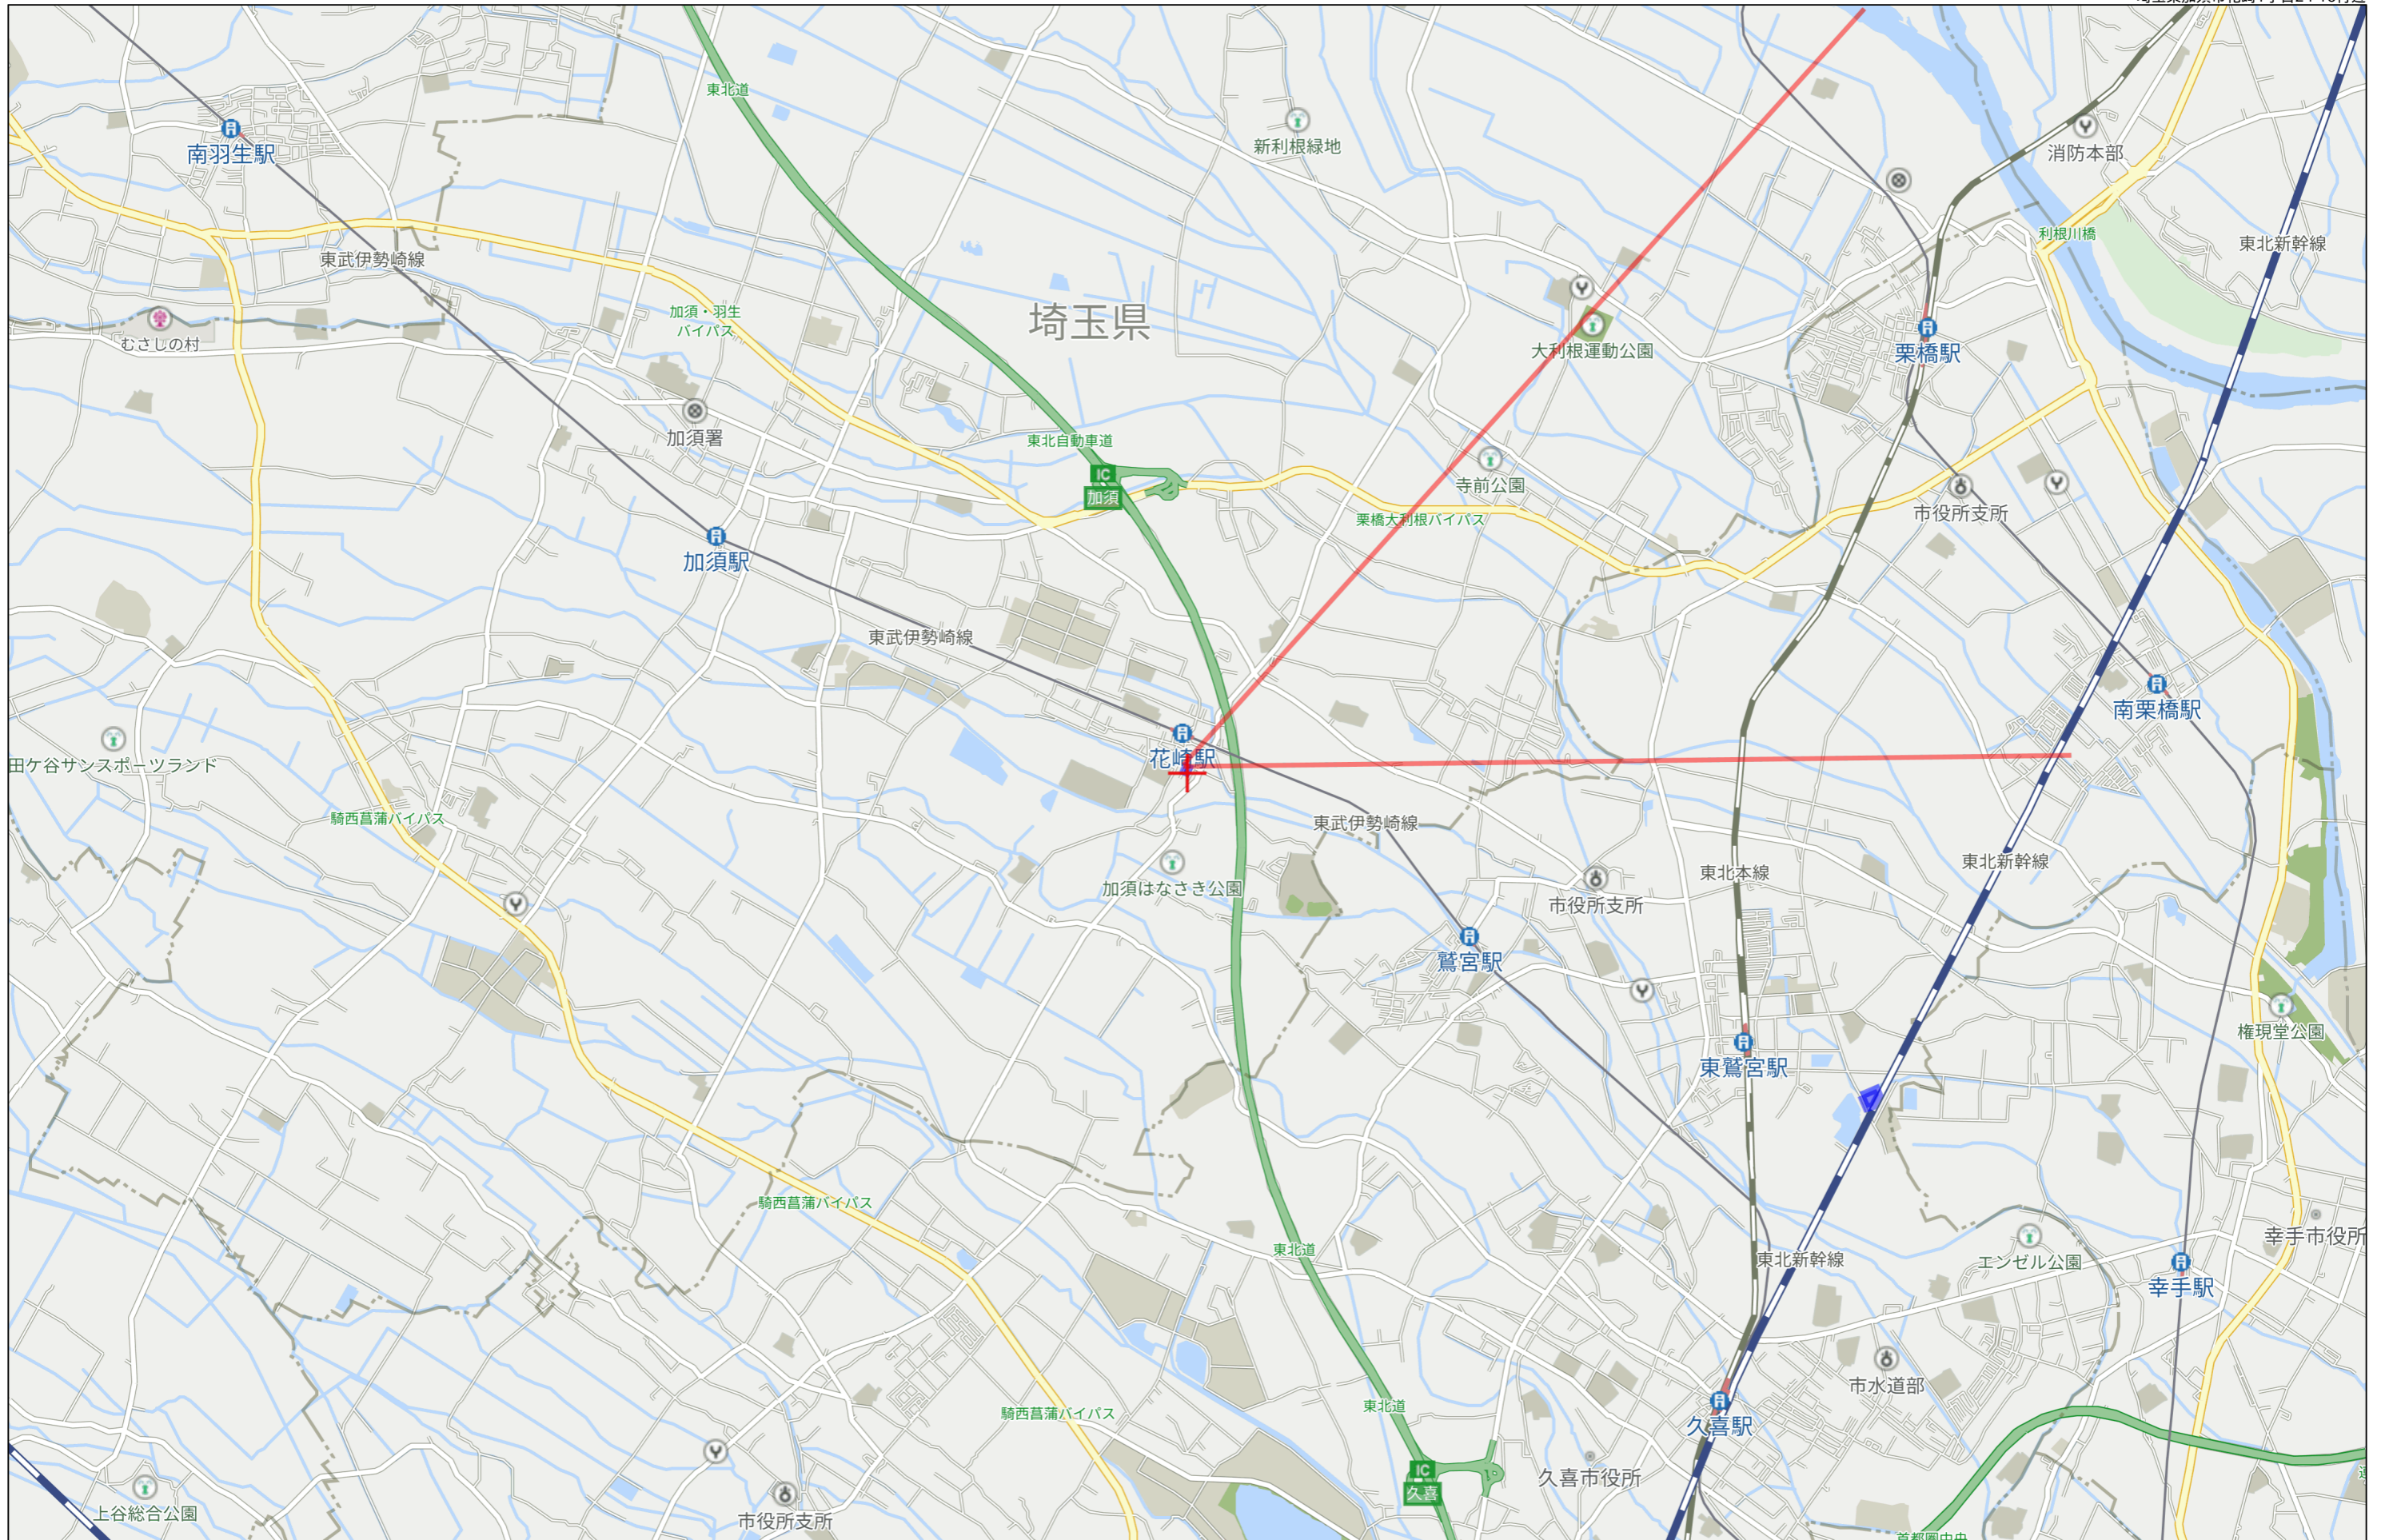 東北道
新利根緑地
南羽生駅
消防本部
利根川橋
東北新幹線
東武伊勢崎線
加須・羽生
バイパス
埼玉県
むさしの村
大利根運動公園
栗橋駅
加須署
東北自動車道
IC
加須
寺前公園
栗橋大利根バイパス
市役所支所
加須駅
東武伊勢崎線
南栗橋駅
花崎駅
田ケ谷サンスポーツランド
騎西菖蒲バイパス
東武伊勢崎線
東北本線
東北新幹線
加須はなさき公園
市役所支所
鷲宮駅
権現堂公園
東鷲宮駅
騎西菖蒲バイパス
東北道
東北新幹線
エンゼル公園
幸手市役所
幸手駅
市水道部
騎西菖蒲バイパス
東北道
久喜駅
IC
久喜
久喜市役所
上谷総合公園
市役所支所
首都圏中央